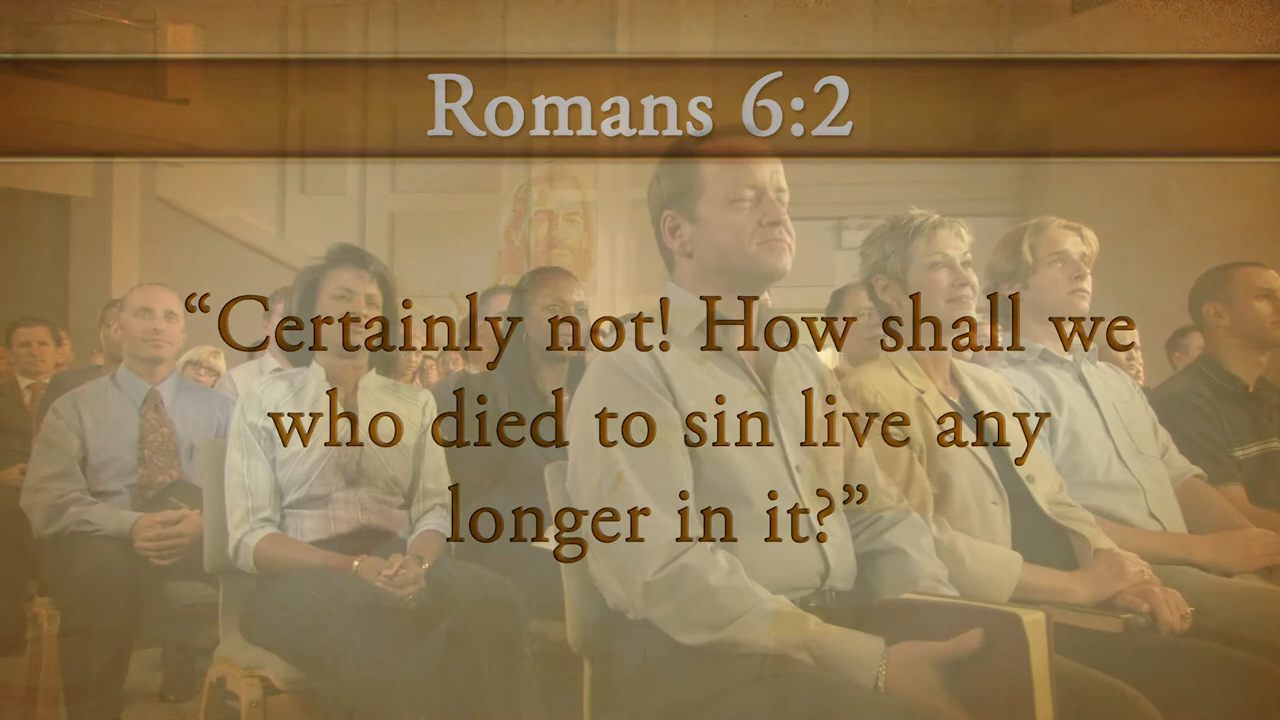 Romans 6:2
“Certainly not! How shall we
who died to sin live any
longer in it?”